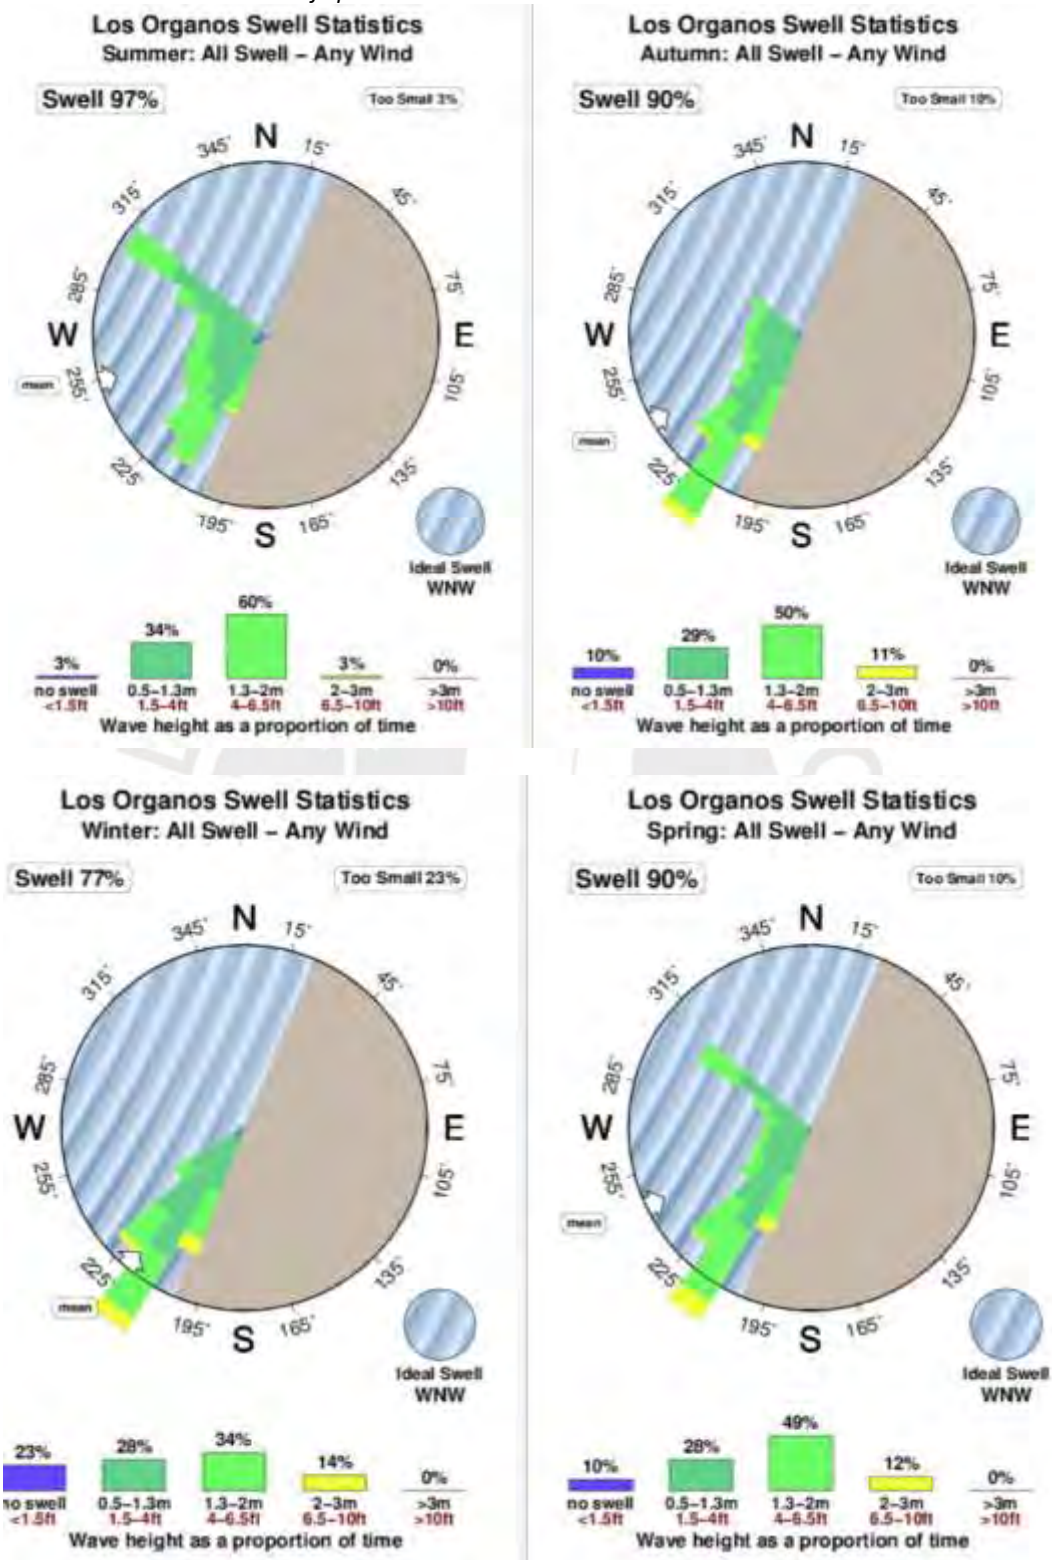 Los Organos Swell Statistics
Summer: All Swell – Any Wind
Swell 97%
Too Small 3%
N
345°
15°
315°
45°
285°
75°
W
E
mean
255°
105°
225°
135°
195°
165°
S
Ideal Swell
WNW
3%
34%
60%
3%
0%
no swell
0.5–1.3m
1.3–2m
2–3m
>3m
<1.5ft
1.5–4ft
4–6.5ft
6.5–10ft
>10ft
Wave height as a proportion of time
Los Organos Swell Statistics
Autumn: All Swell – Any Wind
Swell 90%
Too Small 10%
N
345°
15°
315°
45°
285°
75°
W
E
255°
105°
mean
225°
135°
195°
165°
S
Ideal Swell
WNW
10%
29%
50%
11%
0%
no swell
0.5–1.3m
1.3–2m
2–3m
>3m
<1.5ft
1.5–4ft
4–6.5ft
6.5–10ft
>10ft
Wave height as a proportion of time
Los Organos Swell Statistics
Winter: All Swell – Any Wind
Swell 77%
Too Small 23%
N
345°
15°
315°
45°
285°
75°
W
E
255°
105°
225°
135°
mean
195°
165°
S
Ideal Swell
WNW
23%
28%
34%
14%
0%
no swell
0.5–1.3m
1.3–2m
2–3m
>3m
<1.5ft
1.5–4ft
4–6.5ft
6.5–10ft
>10ft
Wave height as a proportion of time
Los Organos Swell Statistics
Spring: All Swell – Any Wind
Swell 90%
Too Small 10%
N
345°
15°
315°
45°
285°
75°
W
E
255°
105°
mean
225°
135°
195°
165°
S
Ideal Swell
WNW
10%
28%
49%
12%
0%
no swell
0.5–1.3m
1.3–2m
2–3m
>3m
<1.5ft
1.5–4ft
4–6.5ft
6.5–10ft
>10ft
Wave height as a proportion of time